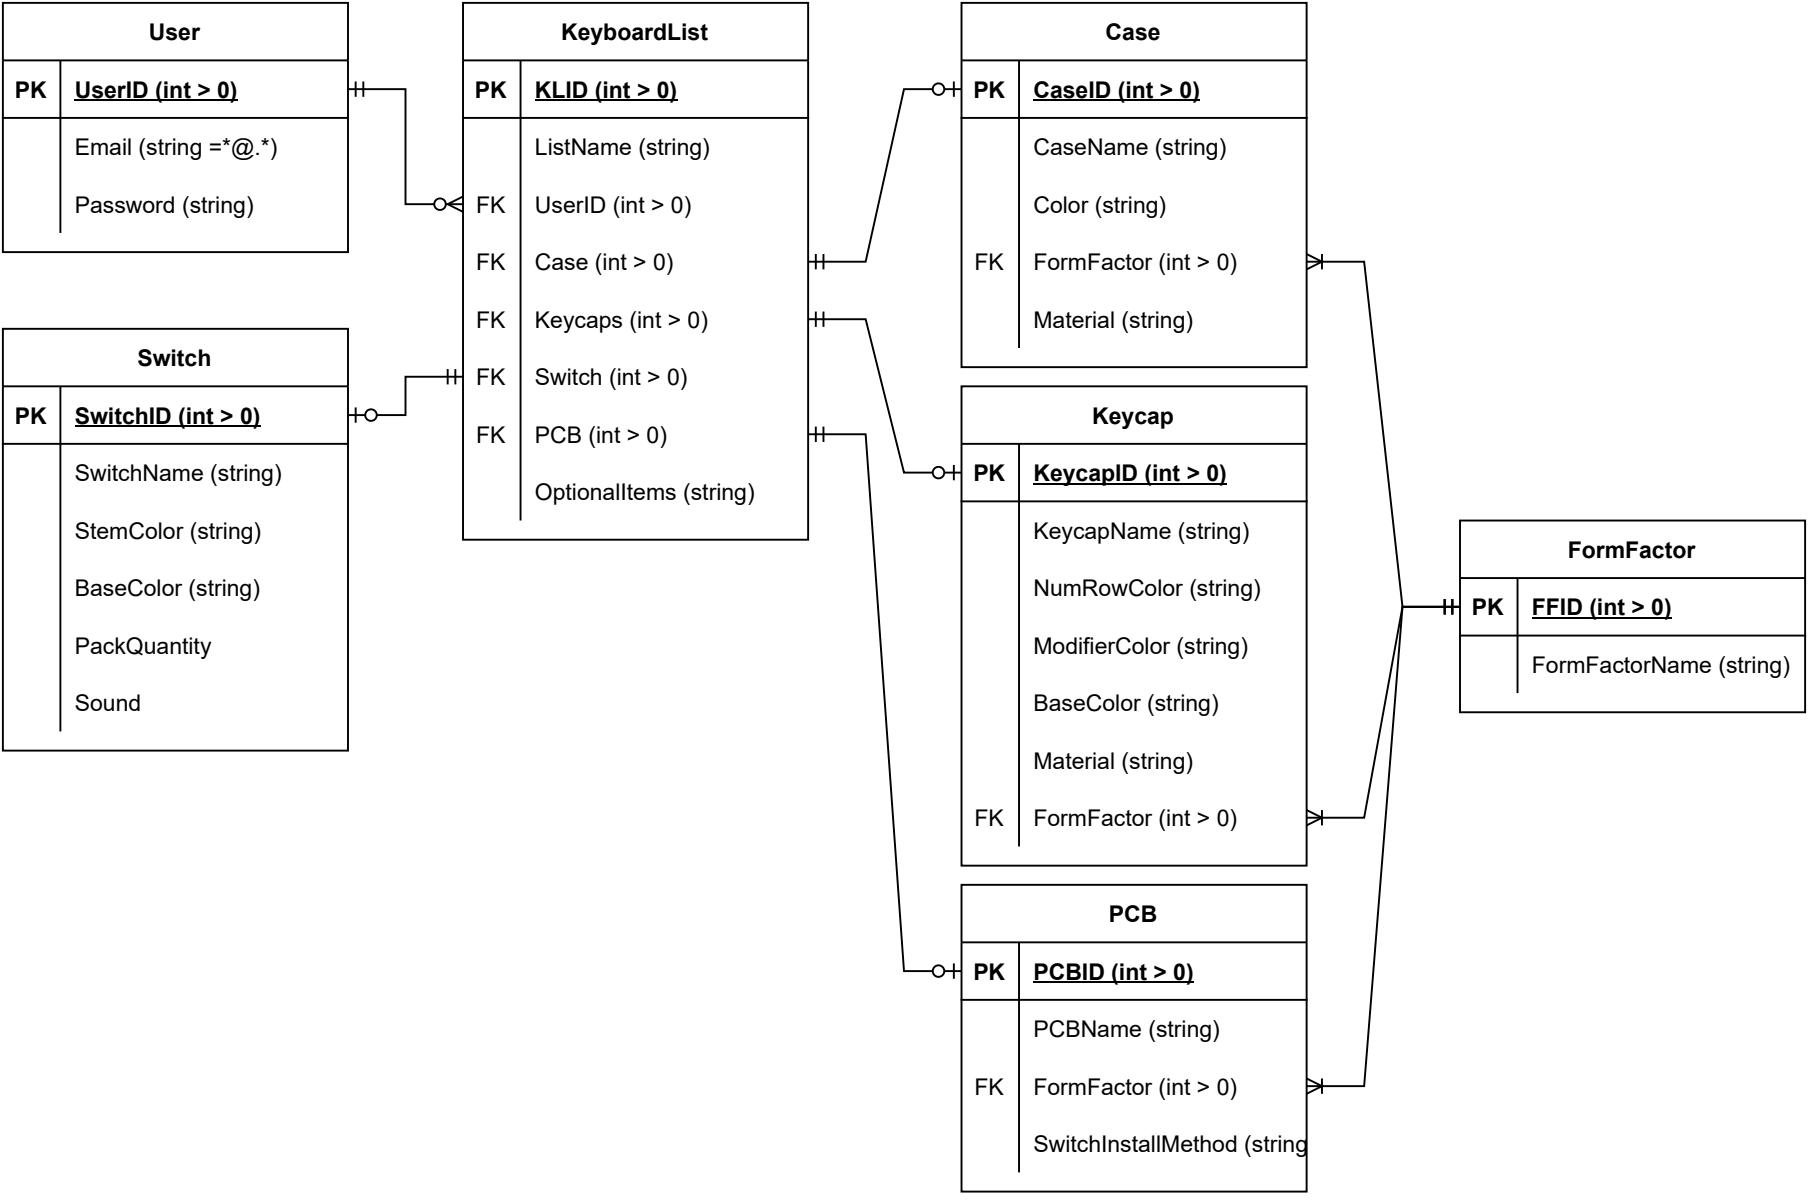 User
PK UserID (int > 0)
Email (string =*@.*)
Password (string)
Switch
PK SwitchID (int > 0)
SwitchName (string)
StemColor (string)
BaseColor (string)
PackQuantity
Sound
KeyboardList
PK KLID (int > 0)
ListName (string)
FK UserID (int > 0)
FK Case (int > 0)
FK Keycaps (int > 0)
FK Switch (int > 0)
FK PCB (int > 0)
OptionalItems (string)
Case
PK CaseID (int > 0)
CaseName (string)
Color (string)
FK FormFactor (int > 0)
Material (string)
Keycap
PK KeycapID (int > 0)
KeycapName (string)
NumRowColor (string)
ModifierColor (string)
BaseColor (string)
Material (string)
FK FormFactor (int > 0)
PCB
PK PCBID (int > 0)
PCBName (string)
FK FormFactor (int > 0)
SwitchInstallMethod (string
FormFactor
PK FFID (int > 0)
FormFactorName (string)